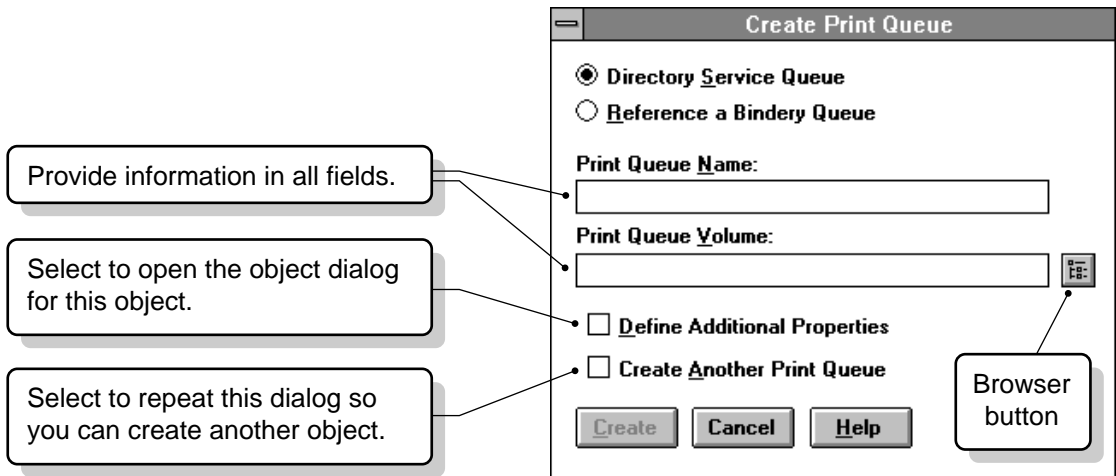 Create Print Queue
Directory Service Queue
Reference a Bindery Queue
Provide information in all fields.
Print Queue Name:
Print Queue Volume:
Select to open the object dialog
for this object.
Define Additional Properties
Create Another Print Queue
Select to repeat this dialog so
you can create another object.
Browser
button
Create
Cancel
Help